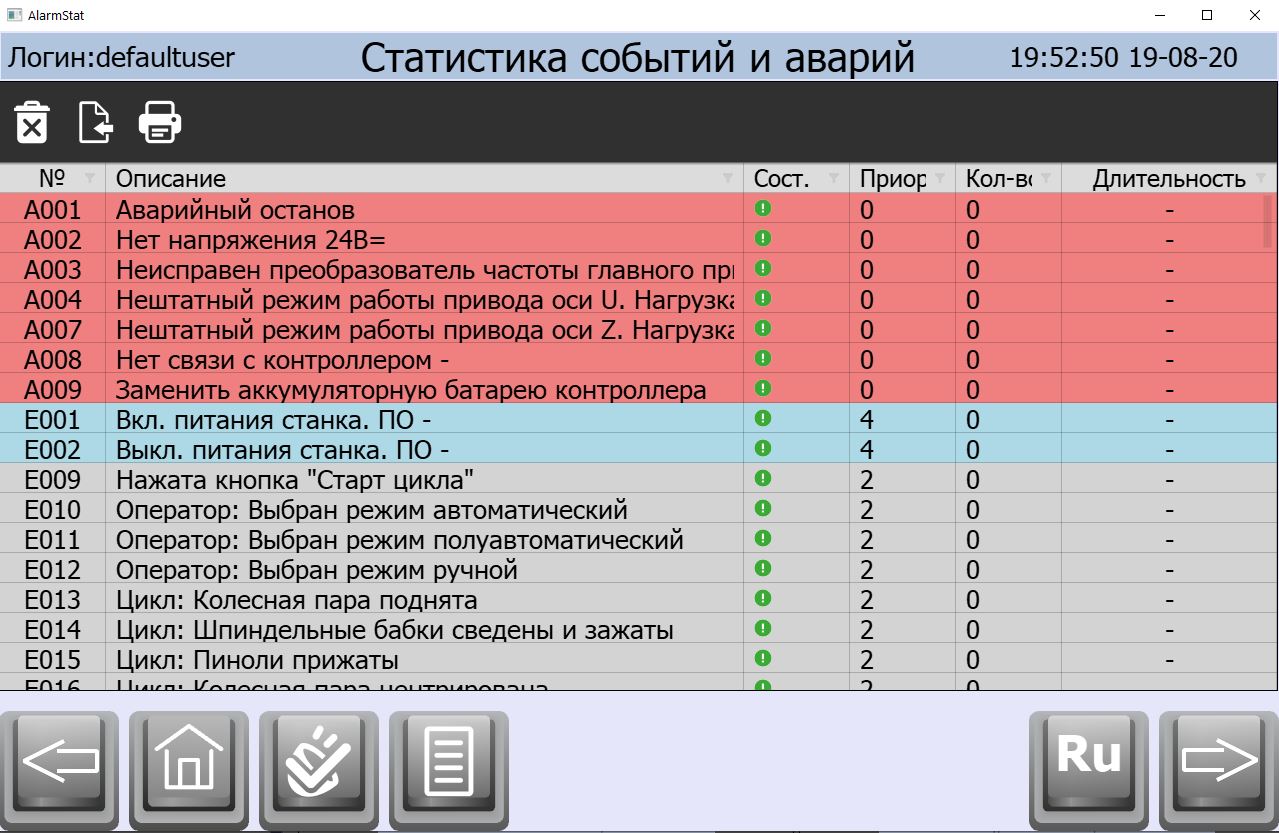 AlarmStat
Логин:defaultuser Статистика событий и аварий 19:52:50 19-08-20
№ Описание Сост. Приор Кол-во Длительность
A001 Аварийный останов 0 0 -
A002 Нет напряжения 24В= 0 0 -
A003 Неисправен преобразователь частоты главного при 0 0 -
A004 Нештатный режим работы привода оси U. Нагрузка 0 0 -
A007 Нештатный режим работы привода оси Z. Нагрузка 0 0 -
A008 Нет связи с контроллером - 0 0 -
A009 Заменить аккумуляторную батарею контроллера 0 0 -
E001 Вкл. питания станка. ПО - 4 0 -
E002 Выкл. питания станка. ПО - 4 0 -
E009 Нажата кнопка "Старт цикла" 2 0 -
E010 Оператор: Выбран режим автоматический 2 0 -
E011 Оператор: Выбран режим полуавтоматический 2 0 -
E012 Оператор: Выбран режим ручной 2 0 -
E013 Цикл: Колесная пара поднята 2 0 -
E014 Цикл: Шпиндельные бабки сведены и зажаты 2 0 -
E015 Цикл: Пиноли прижаты 2 0 -
E016 Цикл: Колесная пара центрирована 2 0 -
Ru